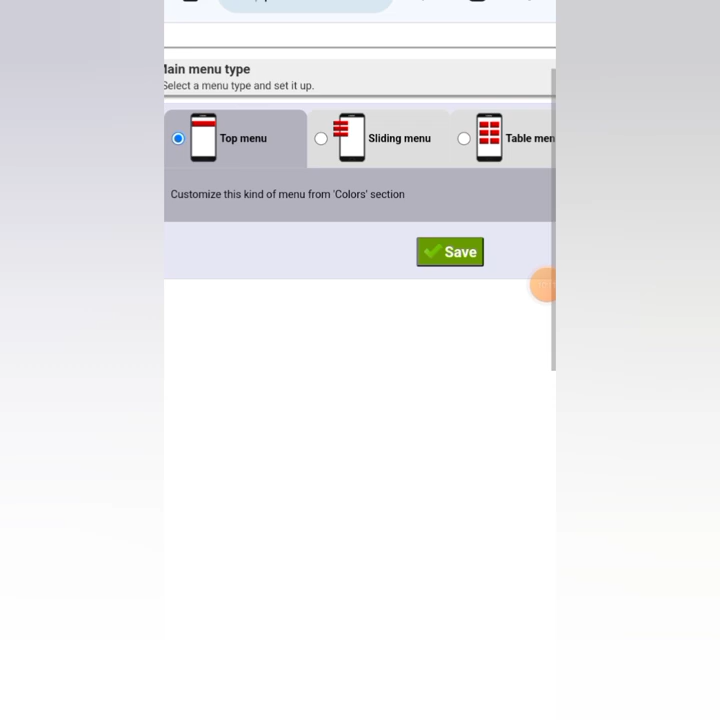 Main menu type
Select a menu type and set it up.
Top menu
Sliding menu
Table men
Customize this kind of menu from 'Colors' section
Save